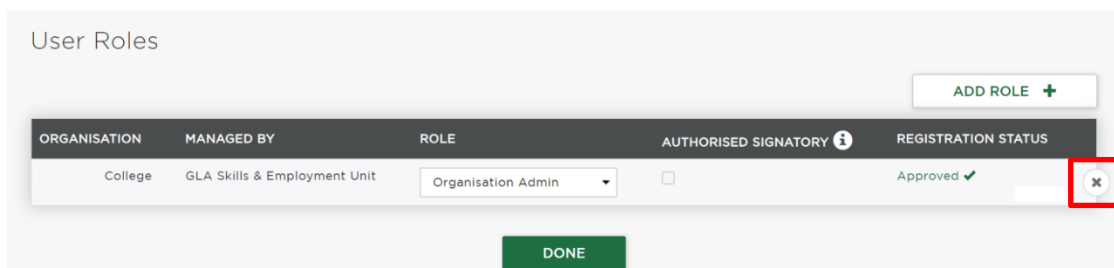 User Roles
ADD ROLE +
ORGANISATION MANAGED BY ROLE AUTHORISED SIGNATORY i REGISTRATION STATUS
College GLA Skills & Employment Unit Organisation Admin Approved ✔
DONE